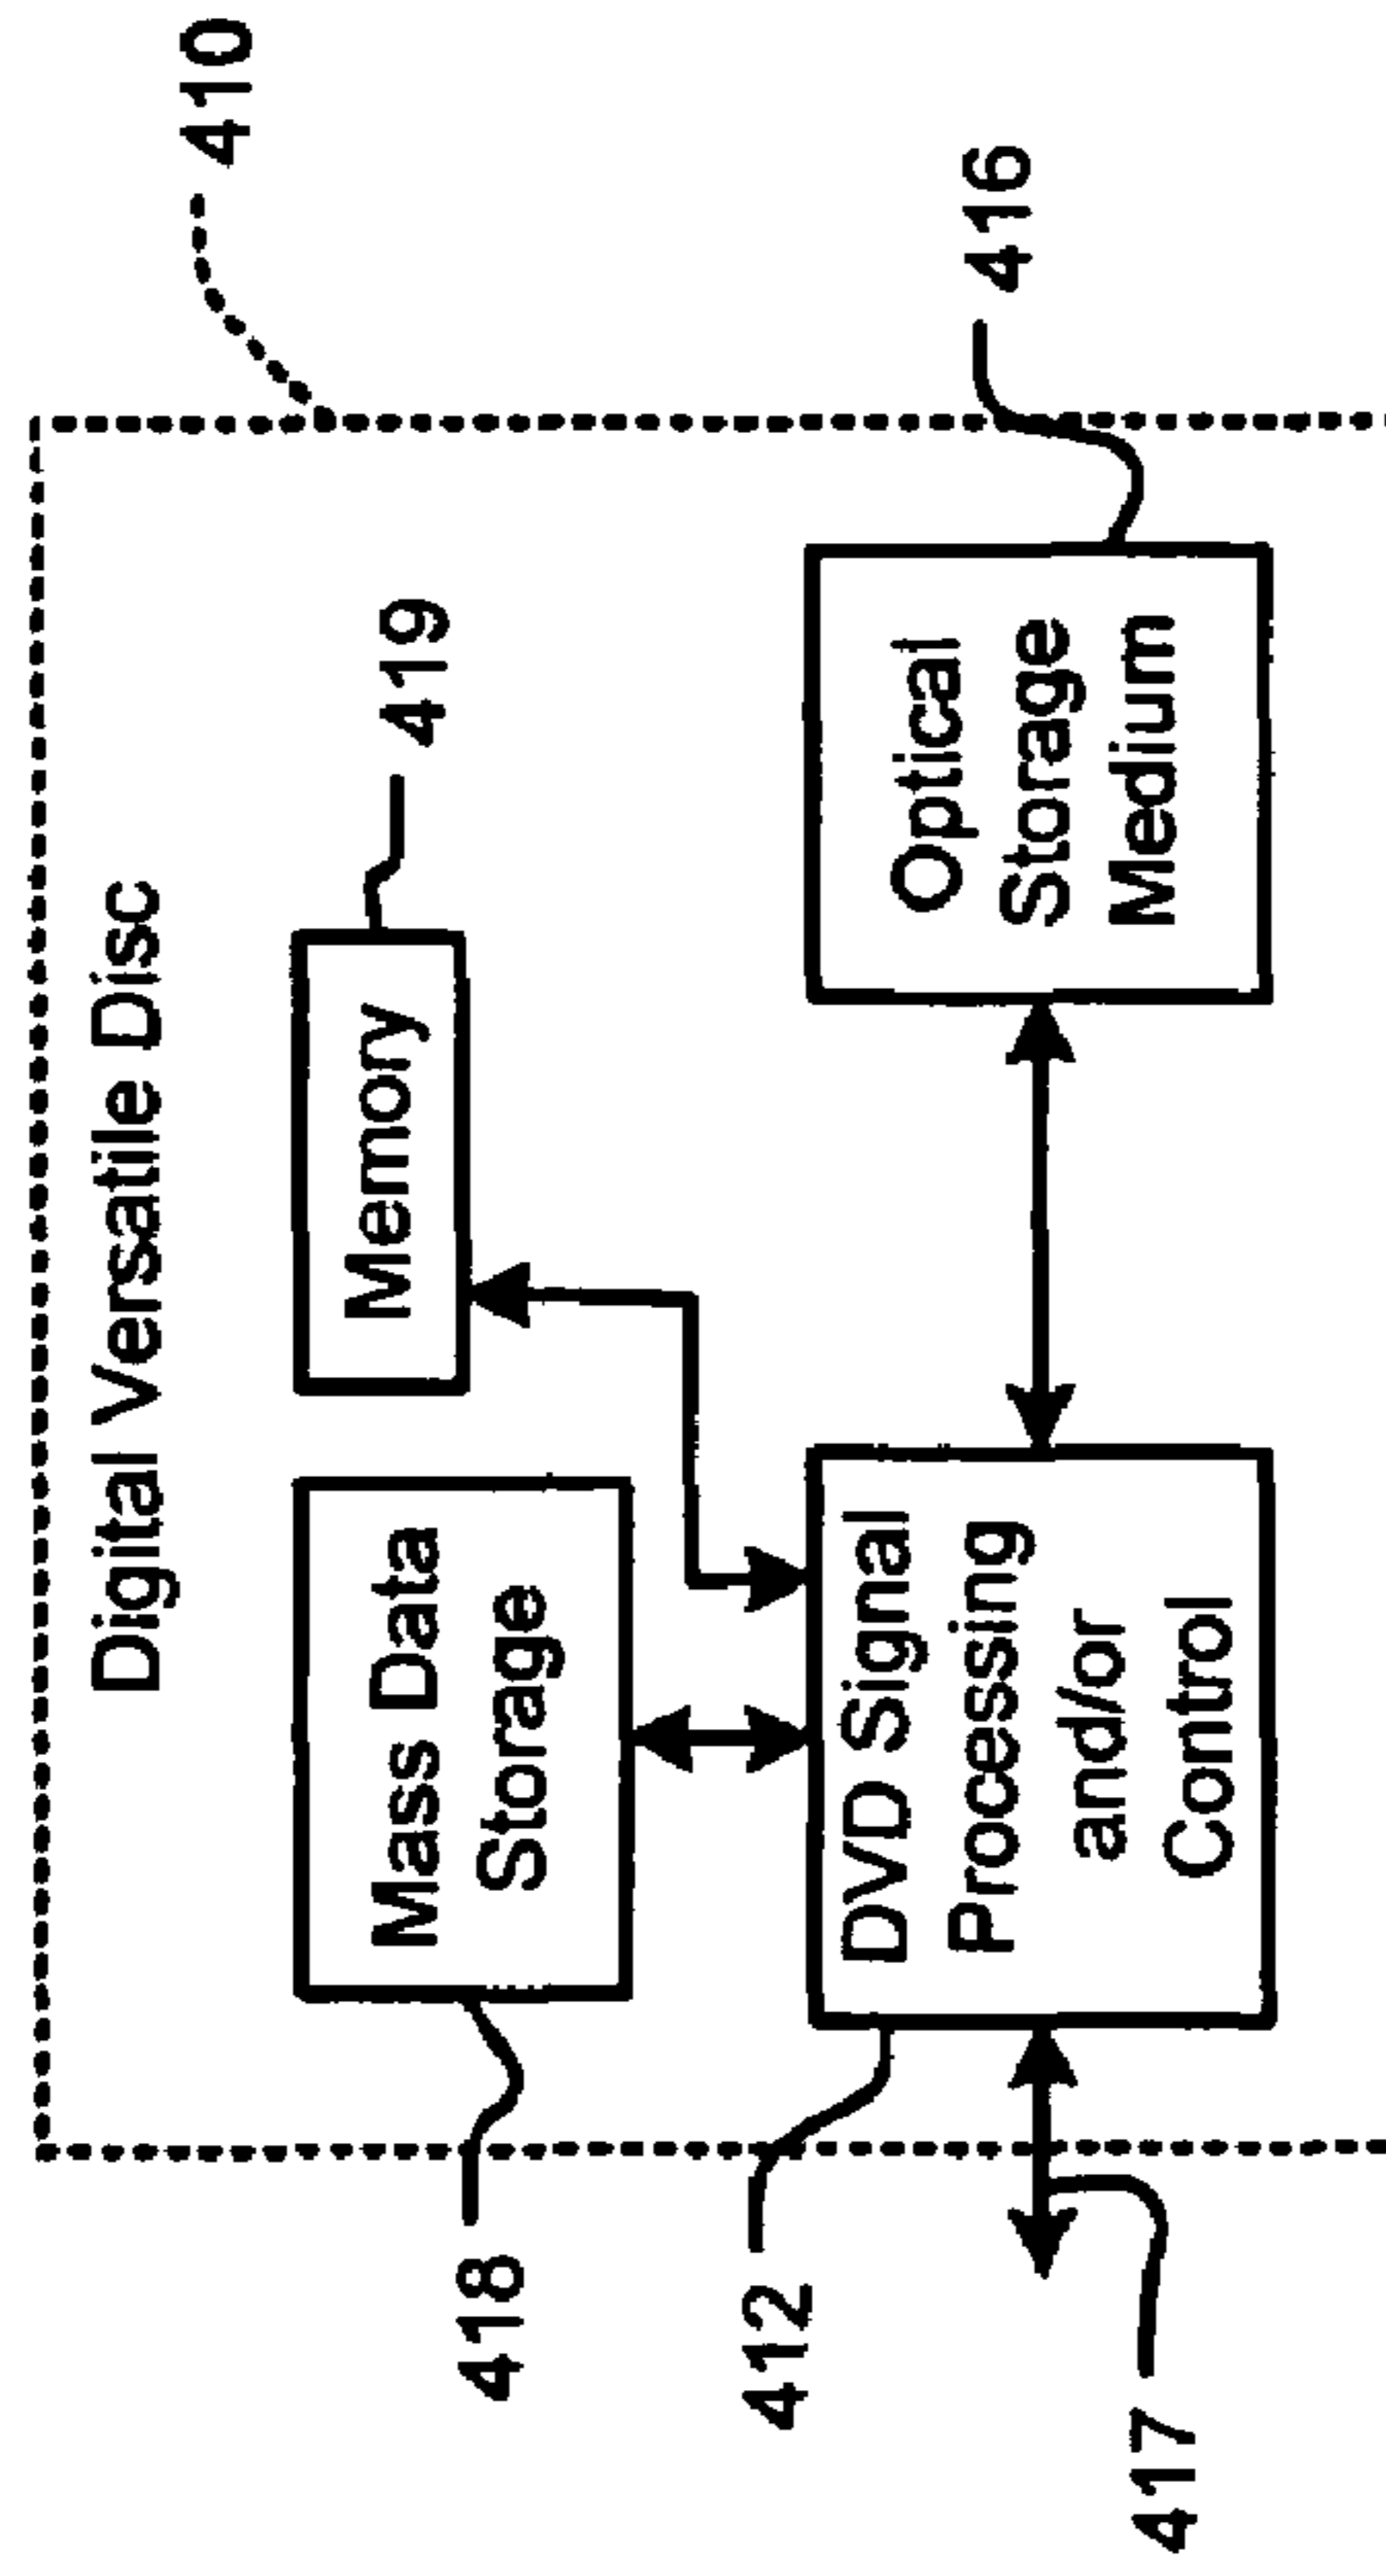 410
Digital Versatile Disc
419
Mass Data
Storage
Memory
418
416
DVD Signal
Processing
and/or
Control
Optical
Storage
Medium
412
417